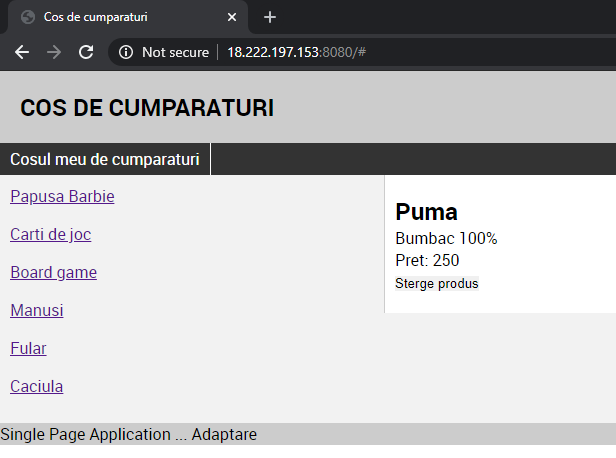 Cos de cumparaturi
Not secure | 18.222.197.153:8080/#
COS DE CUMPARATURI
Cosul meu de cumparaturi
Papusa Barbie
Carti de joc
Board game
Manusi
Fular
Caciula
Puma
Bumbac 100%
Pret: 250
Sterge produs
Single Page Application ... Adaptare